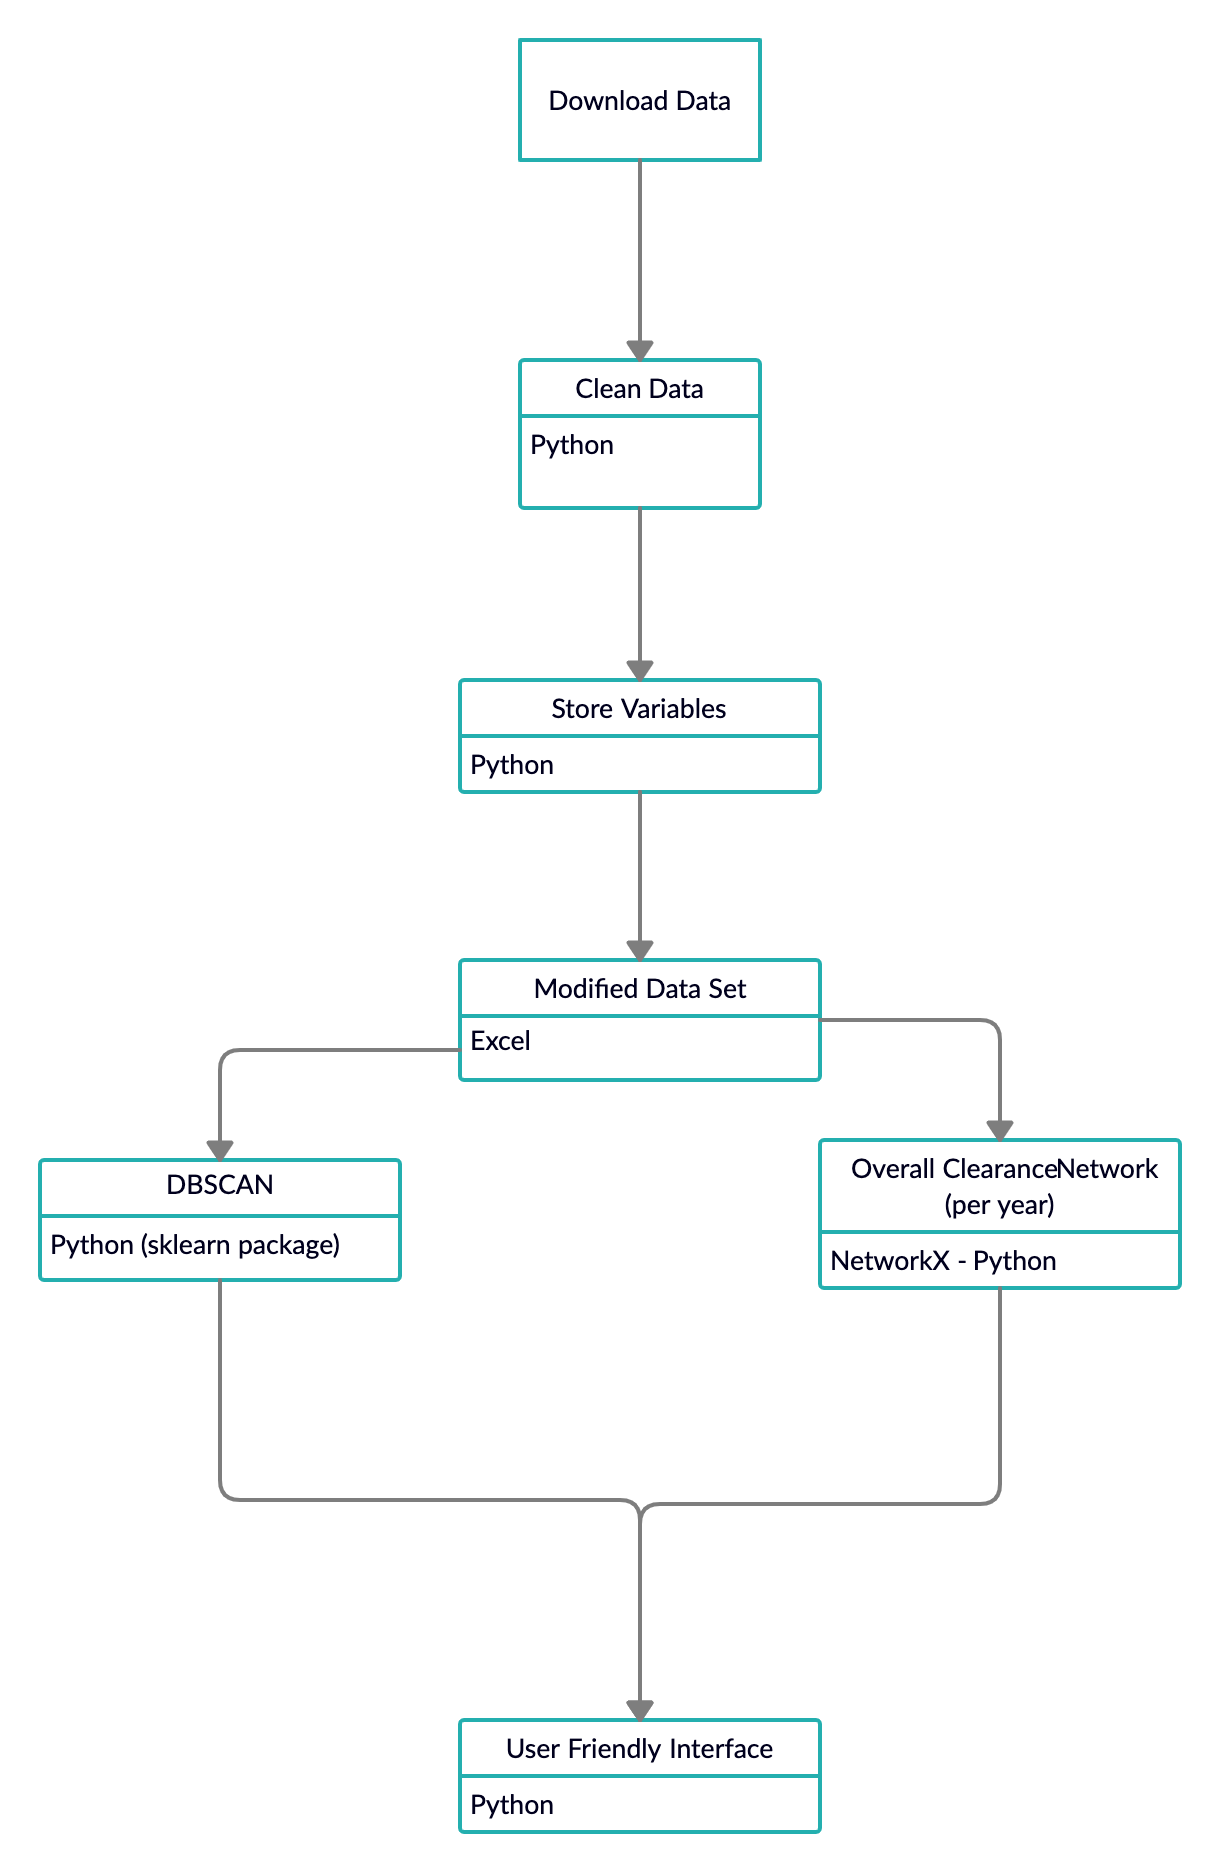 Download Data
Clean Data
Python
Store Variables
Python
Modified Data Set
Excel
DBSCAN
Python (sklearn package)
Overall ClearanceNetwork
(per year)
NetworkX - Python
User Friendly Interface
Python